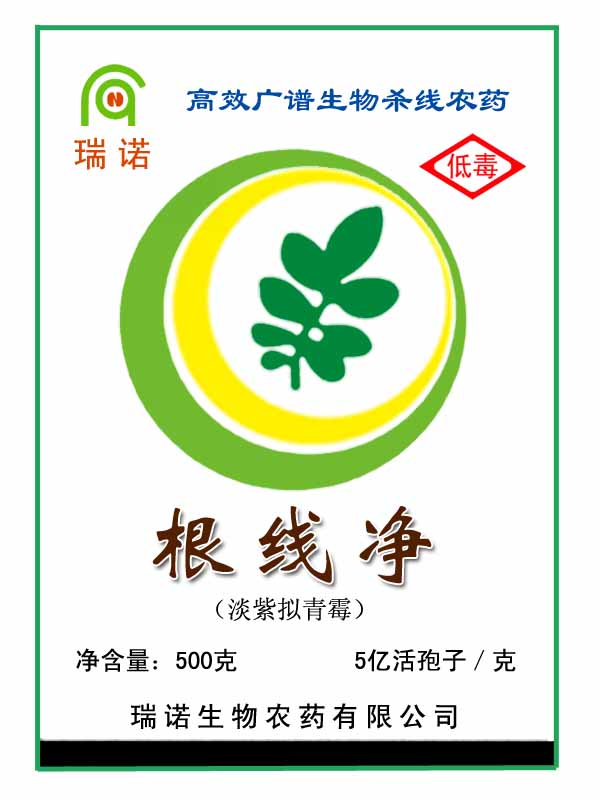 高效广谱生物杀线农药
瑞诺
低毒
根线净
（淡紫拟青霉）
净含量：500克 5亿活孢子／克
瑞诺生物农药有限公司